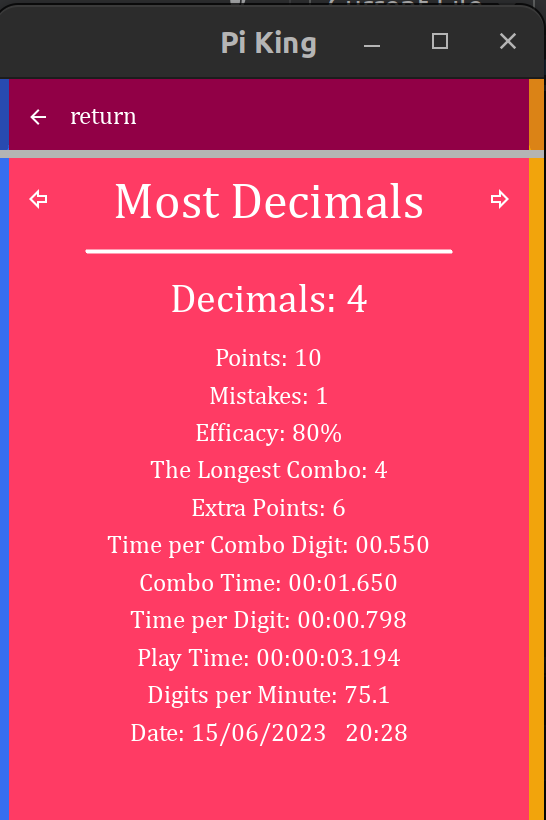 Pi King
return
Most Decimals
Decimals: 4
Points: 10
Mistakes: 1
Efficacy: 80%
The Longest Combo: 4
Extra Points: 6
Time per Combo Digit: 00.550
Combo Time: 00:01.650
Time per Digit: 00:00.798
Play Time: 00:00:03.194
Digits per Minute: 75.1
Date: 15/06/2023 20:28